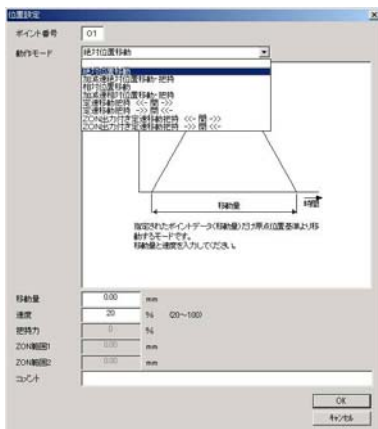 位置設定
ポイント番号 01
動作モード 絶対位置移動
絶対位置移動
加減速絶対位置移動・把持
相対位置移動
加減速相対位置移動・把持
定速移動把持 <<- 開 ->>
定速移動把持 ->> 閉 <<-
ZON出力付き定速移動把持 <<- 開 ->>
ZON出力付き定速移動把持 ->> 閉 <<-
移動量 時間
指定されたポイントデータ(移動量)だけ原点位置基準より移
動するモードです。
移動量と速度を入力してください。
移動量 0.00 mm
速度 20 % (20～100)
把持力 0 %
ZON範囲1 0.00 mm
ZON範囲2 0.00 mm
コメント
OK
キャンセル